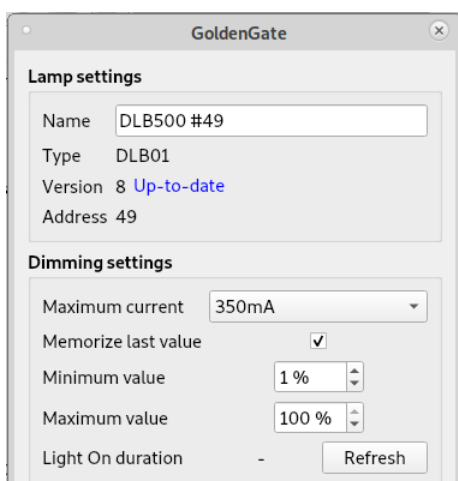 GoldenGate
Lamp settings
Name DLB500 #49
Type DLB01
Version 8 Up-to-date
Address 49
Dimming settings
Maximum current 350mA
Memorize last value
Minimum value 1 %
Maximum value 100 %
Light On duration - Refresh